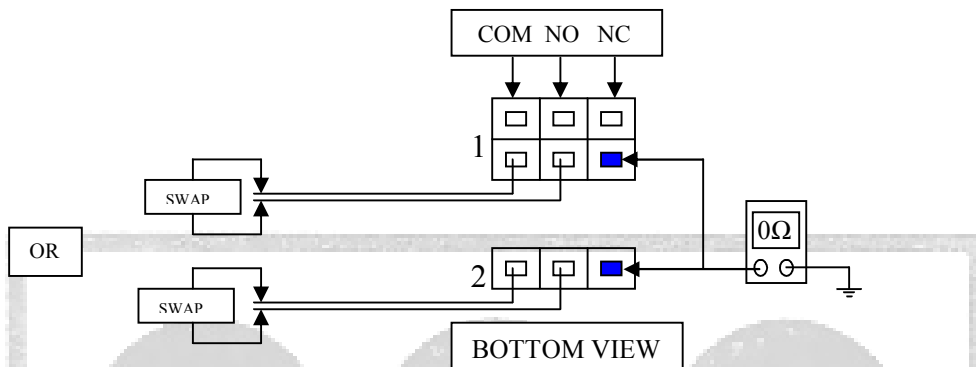 COM NO NC
1
SWAP
OR
0Ω
2
SWAP
BOTTOM VIEW